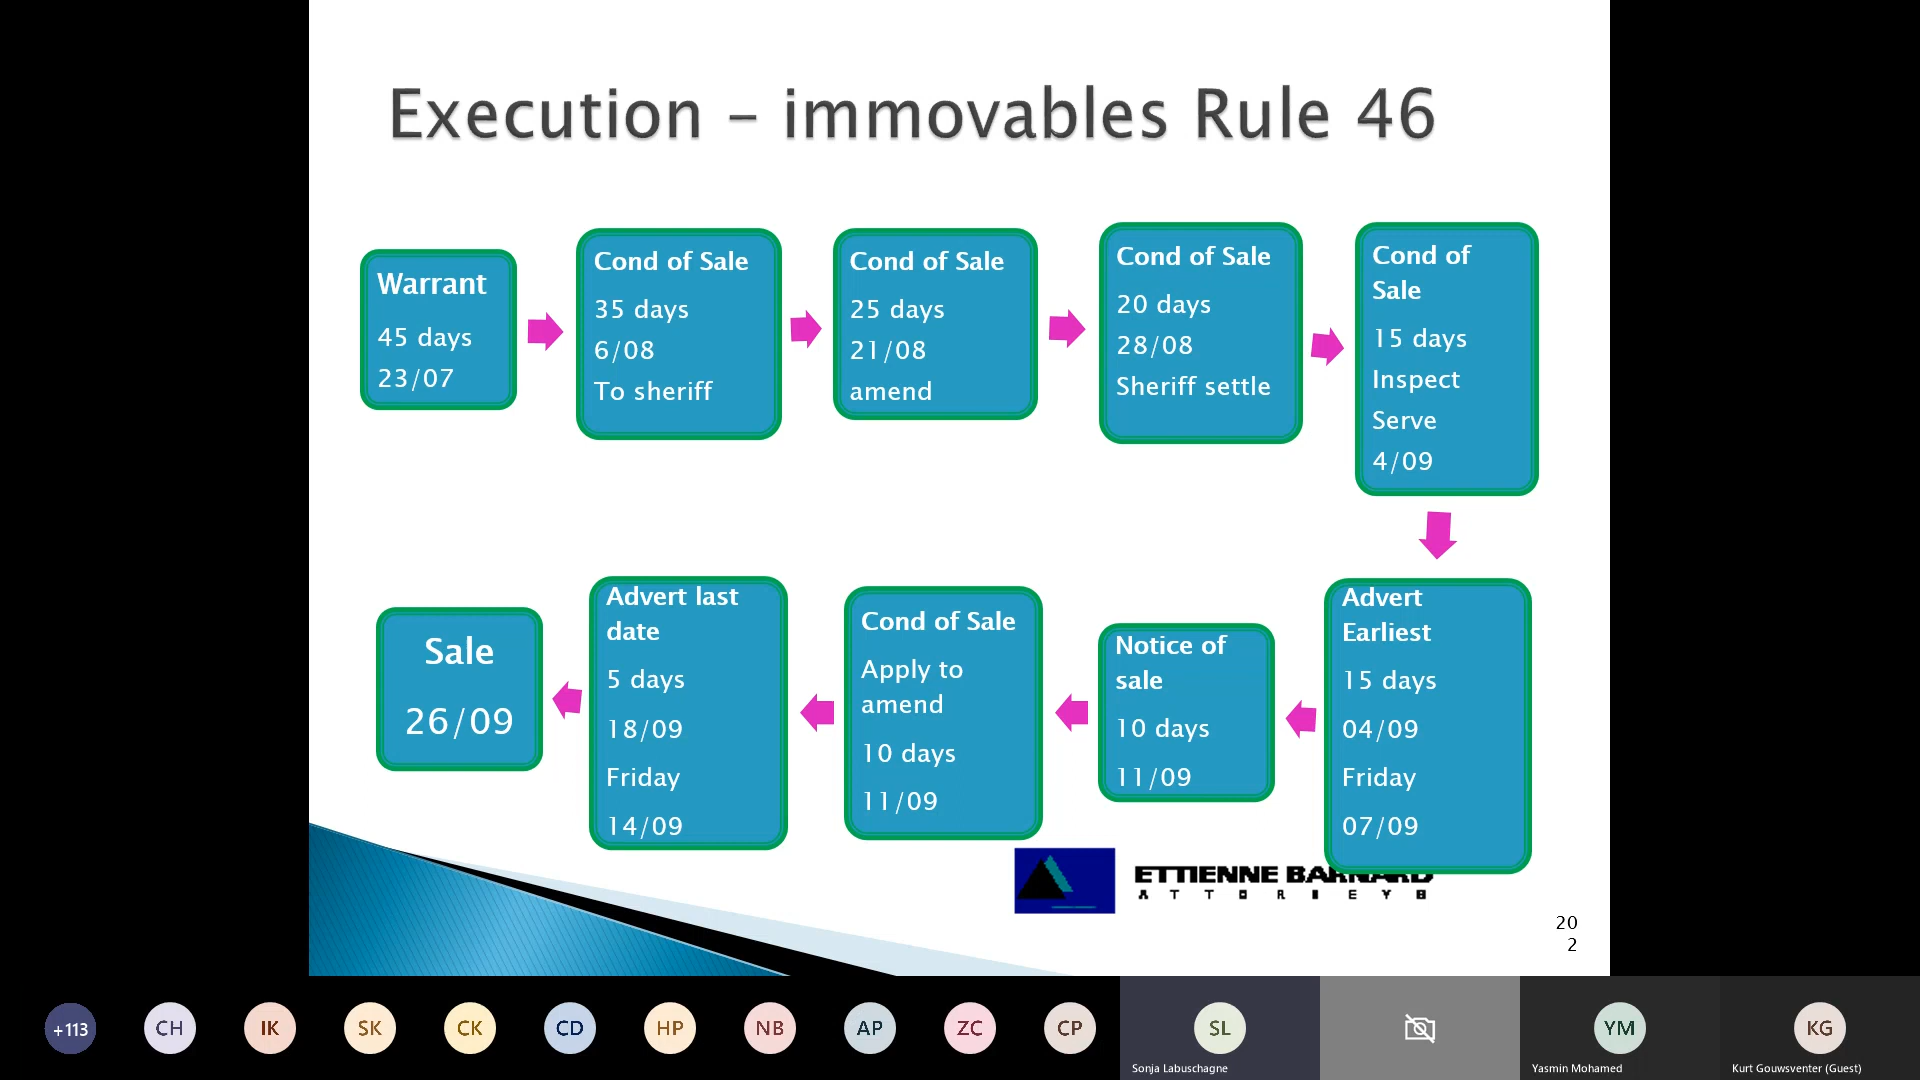 Execution – immovables Rule 46
Warrant
45 days
23/07
Cond of Sale
35 days
6/08
To sheriff
Cond of Sale
25 days
21/08
amend
Cond of Sale
20 days
28/08
Sheriff settle
Cond of
Sale
15 days
Inspect
Serve
4/09
Advert
Earliest
15 days
04/09
Friday
07/09
Notice of
sale
10 days
11/09
Cond of Sale
Apply to
amend
10 days
11/09
Advert last
date
5 days
18/09
Friday
14/09
Sale
26/09
ETTIENNE BARNARD
ATTORNEYS
20
2
+113
CH
IK
SK
CK
CD
HP
NB
AP
ZC
CP
SL
Sonja Labuschagne
YM
Yasmin Mohamed
KG
Kurt Gouwsventer (Guest)